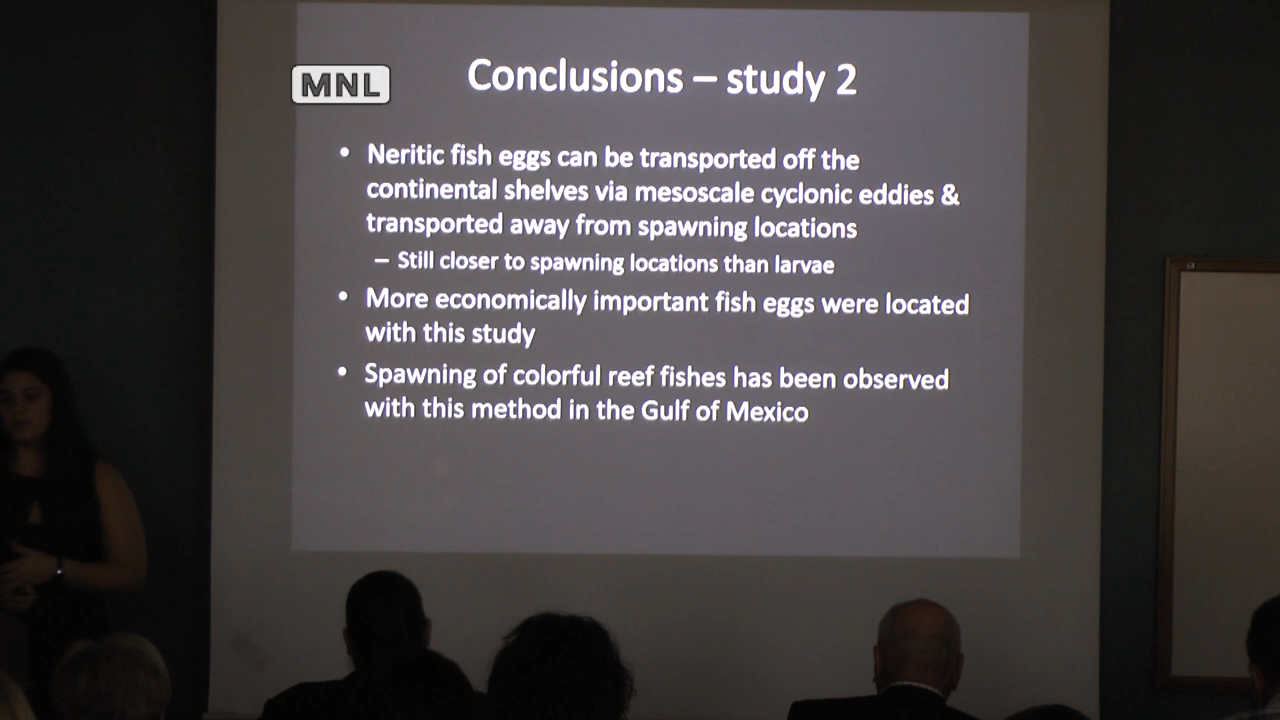 MNL
Conclusions – study 2
• Neritic fish eggs can be transported off the
continental shelves via mesoscale cyclonic eddies &
transported away from spawning locations
– Still closer to spawning locations than larvae
• More economically important fish eggs were located
with this study
• Spawning of colorful reef fishes has been observed
with this method in the Gulf of Mexico